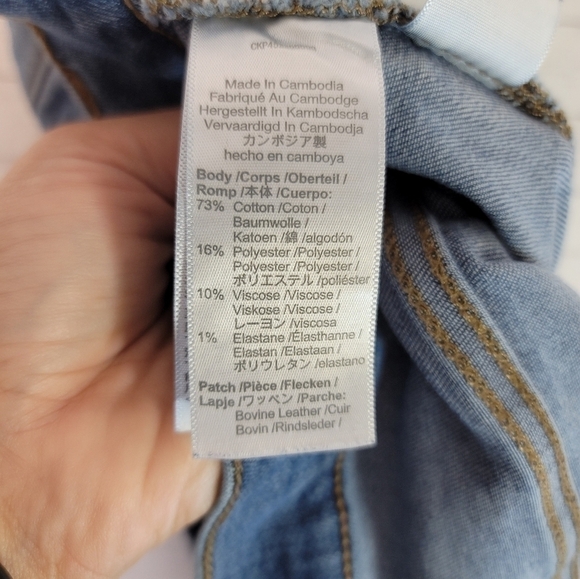 Made In Cambodia
Fabriqué Au Cambodge
Hergestellt In Kambodscha
Vervaardigd In Cambodja
カンボジア製
hecho en camboya
Body /Corps /Oberteil /
Romp /本体 /Cuerpo:
73% Cotton /Coton /
Baumwolle /
Katoen /綿 /algodón
16% Polyester /Polyester /
Polyester /Polyester /
ポリエステル /poliéster
10% Viscose /Viscose /
Viskose /Viscose /
レーヨン /viscosa
1% Elastane /Élasthanne /
Elastan /Elastaan /
ポリウレタン /elastano
Patch /Pièce /Flecken /
Lapje /ワッペン /Parche:
Bovine Leather /Cuir
Bovin /Rindsleder /